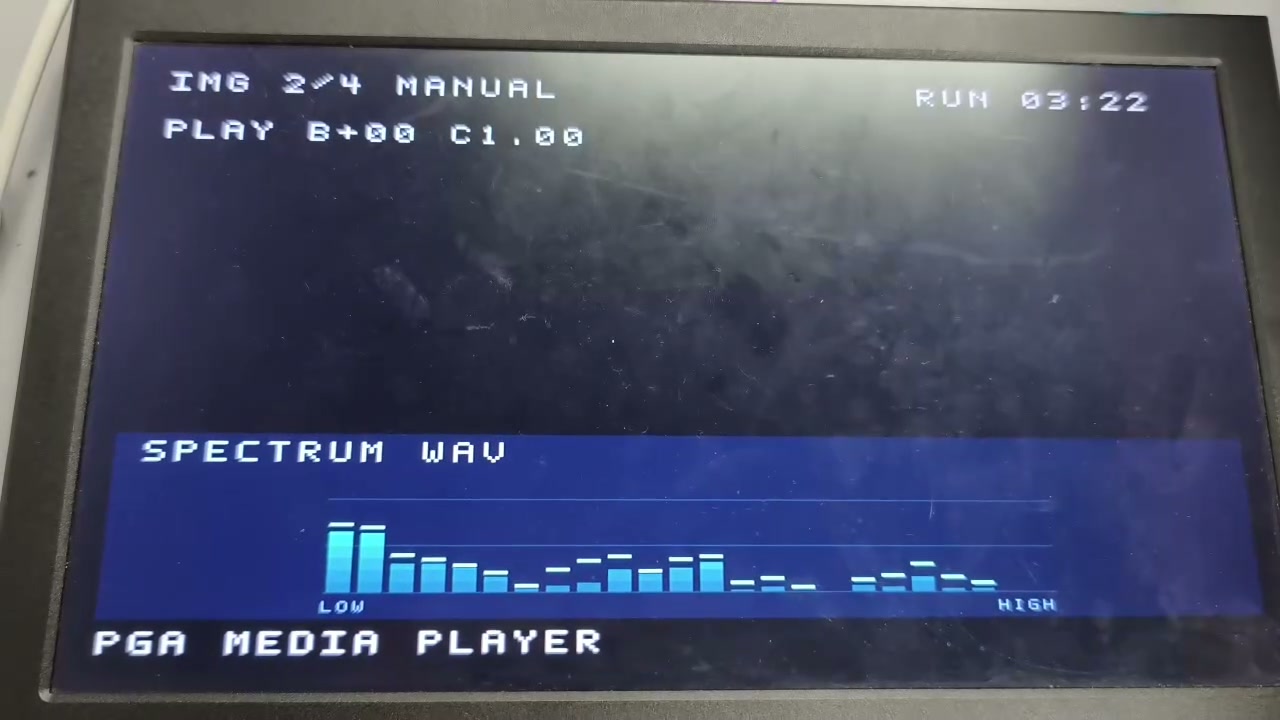 IMG 2/4 MANUAL
RUN 03:22
PLAY B+00 C1.00
SPECTRUM WAV
LOW
HIGH
PGA MEDIA PLAYER